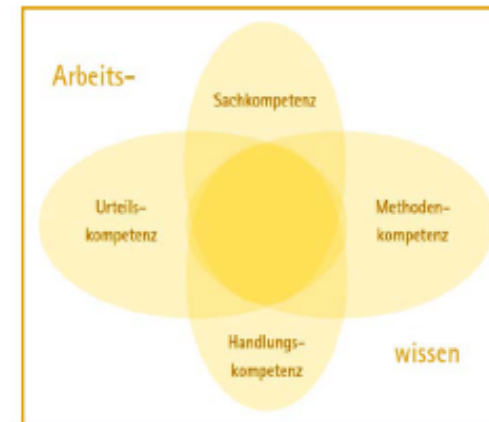 Arbeits-
Sachkompetenz
Urteils-
kompetenz
Methoden-
kompetenz
Handlungs-
kompetenz
wissen